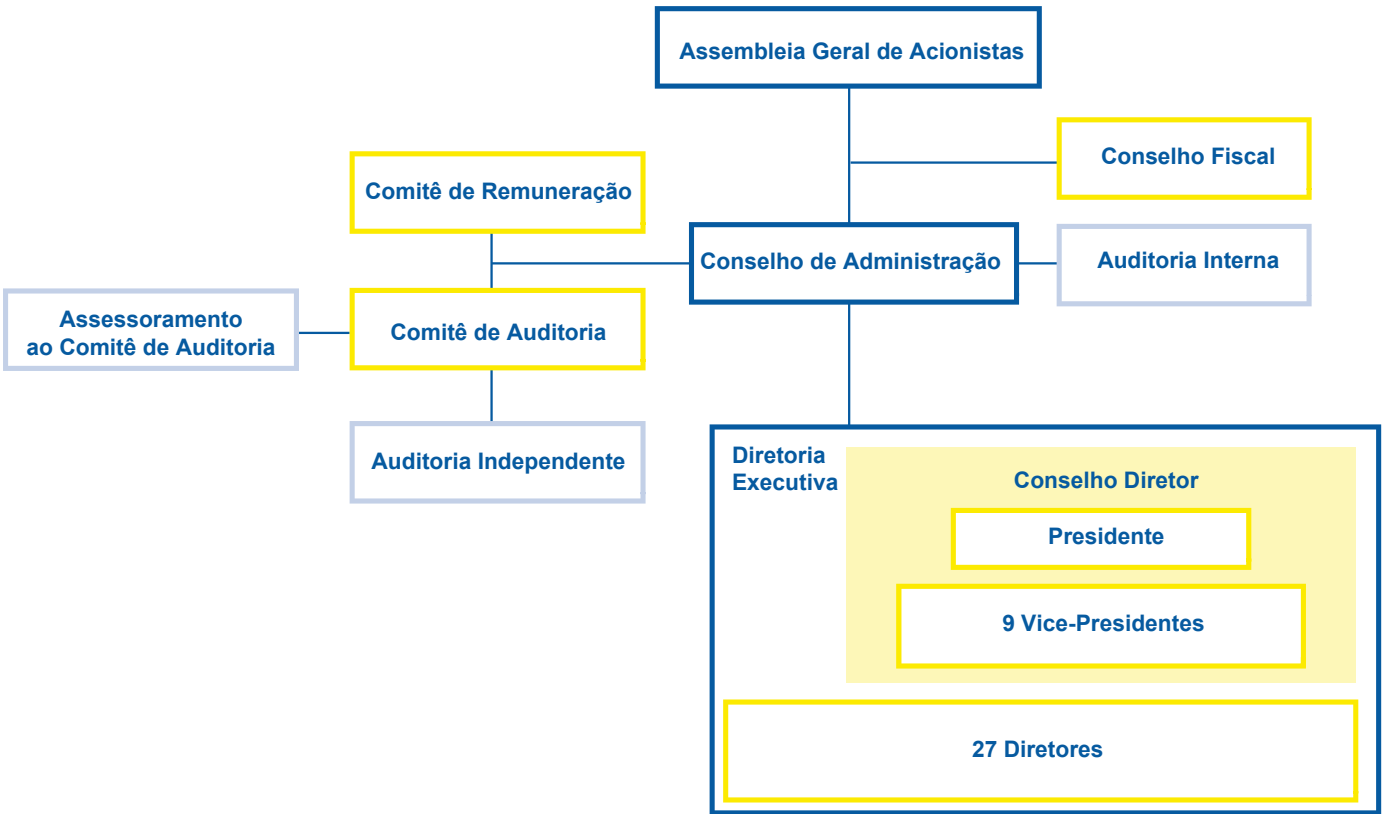 Assembleia Geral de Acionistas
Conselho Fiscal
Comitê de Remuneração
Conselho de Administração
Auditoria Interna
Assessoramento
ao Comitê de Auditoria
Comitê de Auditoria
Auditoria Independente
Diretoria
Executiva
Conselho Diretor
Presidente
9 Vice-Presidentes
27 Diretores